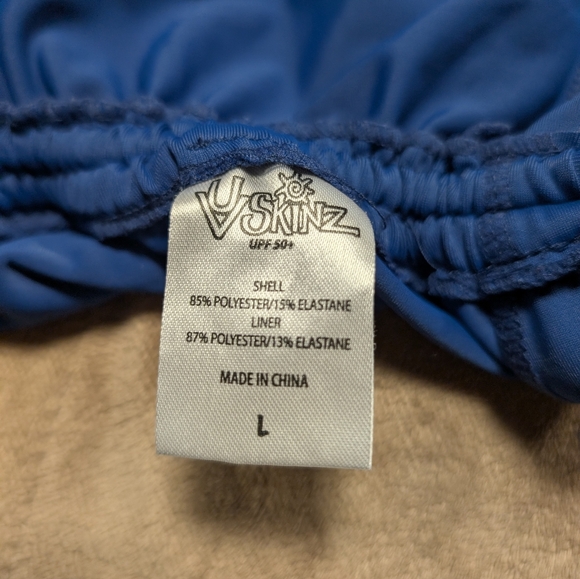 UV SKINZ
UPF 50+
SHELL
85% POLYESTER/15% ELASTANE
LINER
87% POLYESTER/13% ELASTANE
MADE IN CHINA
L